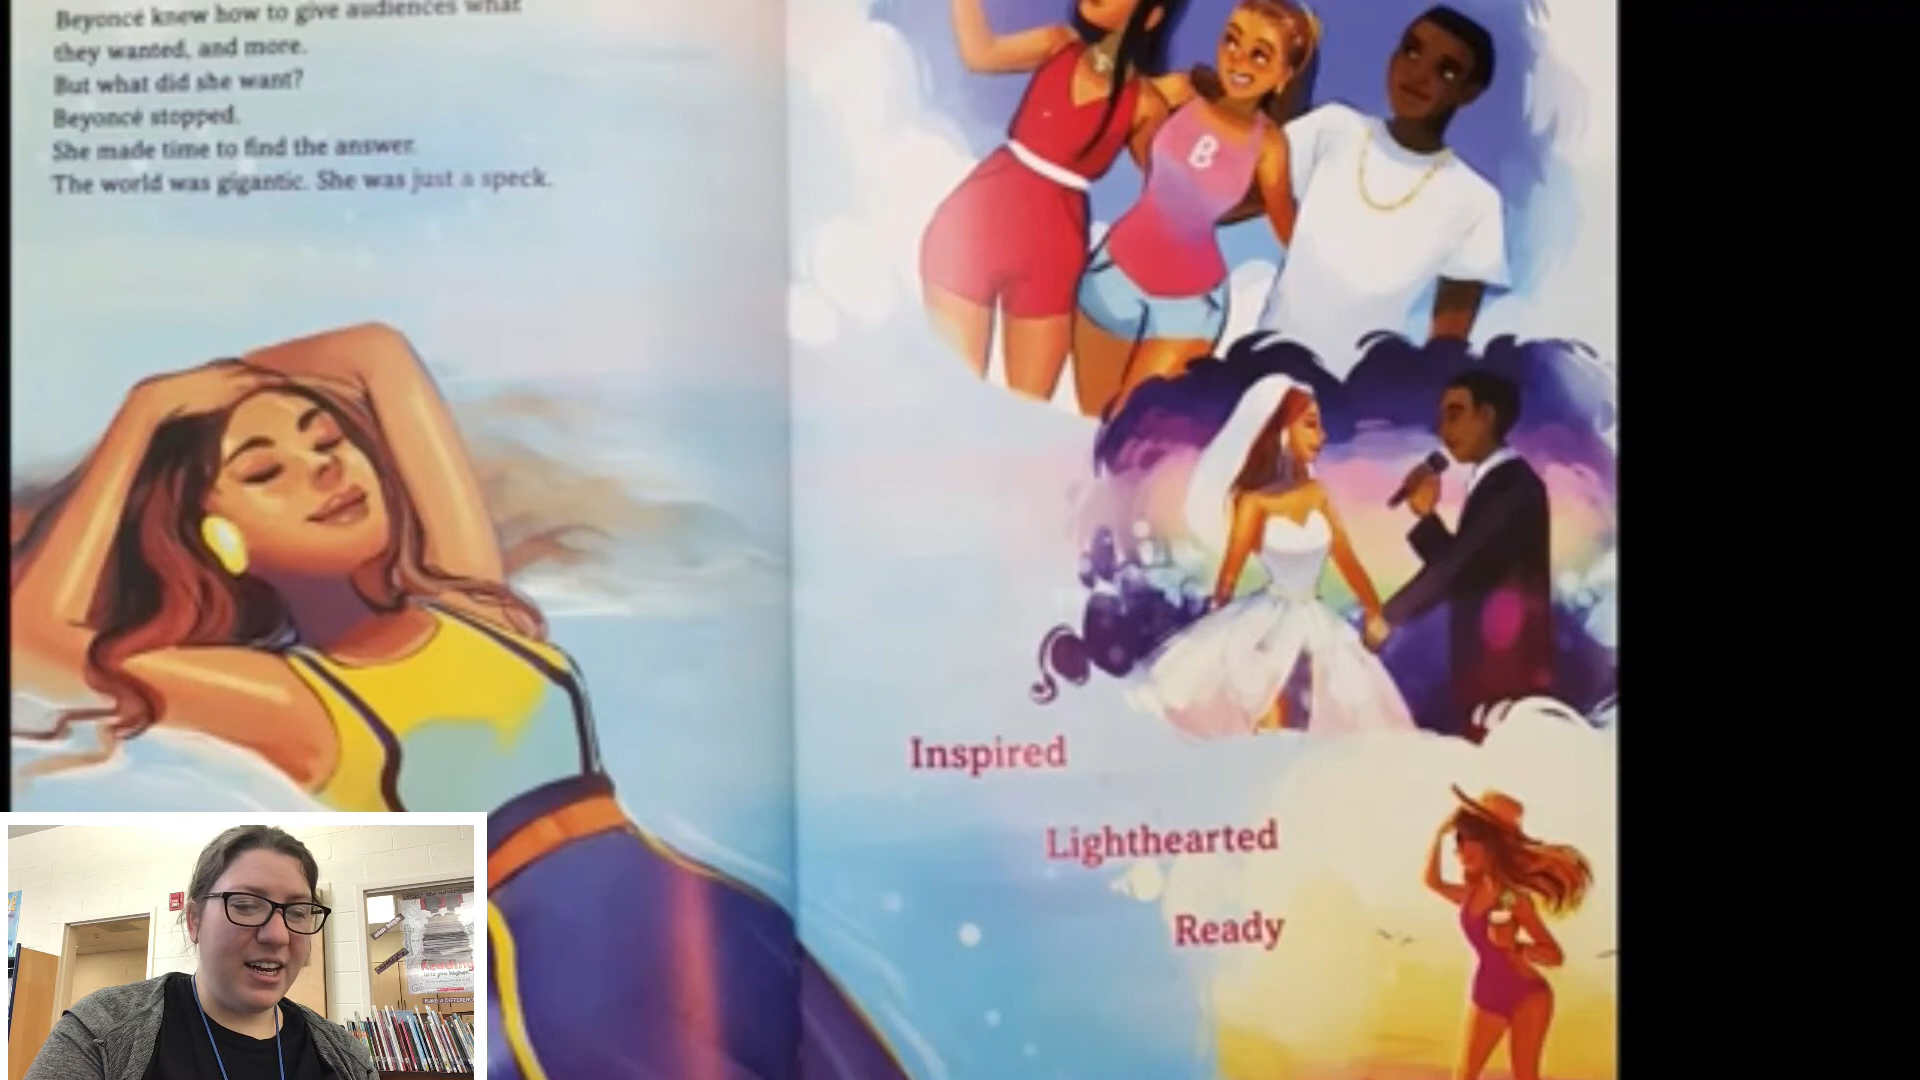 Beyoncé knew how to give audiences what
they wanted, and more.
But what did she want?
Beyoncé stopped.
She made time to find the answer.
The world was gigantic. She was just a speck.
B
Inspired
Lighthearted
Ready
Reading